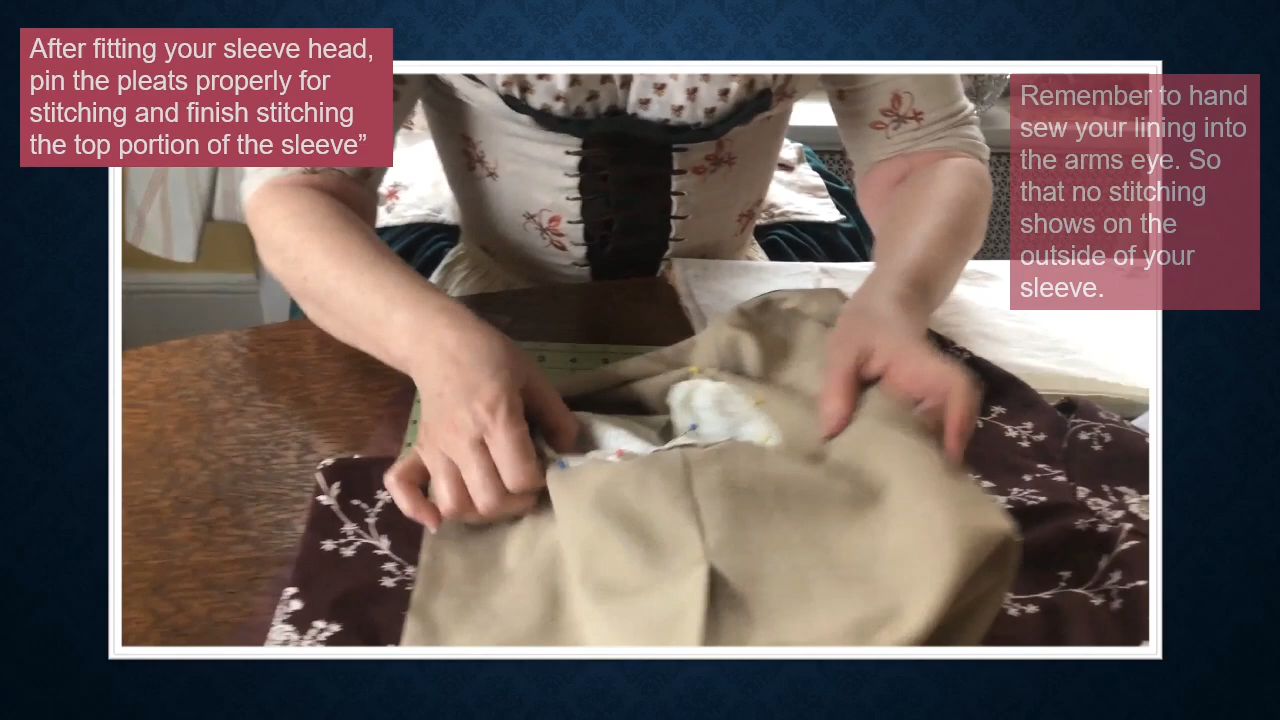 After fitting your sleeve head,
pin the pleats properly for
stitching and finish stitching
the top portion of the sleeve”
Remember to hand
sew your lining into
the arms eye. So
that no stitching
shows on the
outside of your
sleeve.